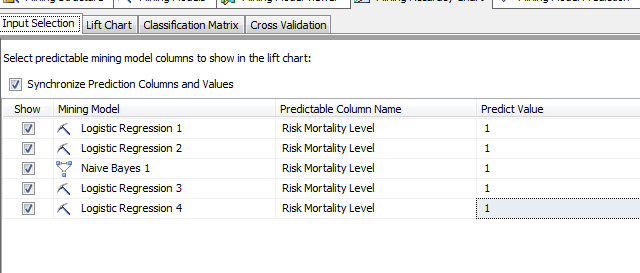 Input Selection Lift Chart Classification Matrix Cross Validation
Select predictable mining model columns to show in the lift chart:
Synchronize Prediction Columns and Values
Show Mining Model Predictable Column Name Predict Value
Logistic Regression 1 Risk Mortality Level 1
Logistic Regression 2 Risk Mortality Level 1
Naive Bayes 1 Risk Mortality Level 1
Logistic Regression 3 Risk Mortality Level 1
Logistic Regression 4 Risk Mortality Level 1